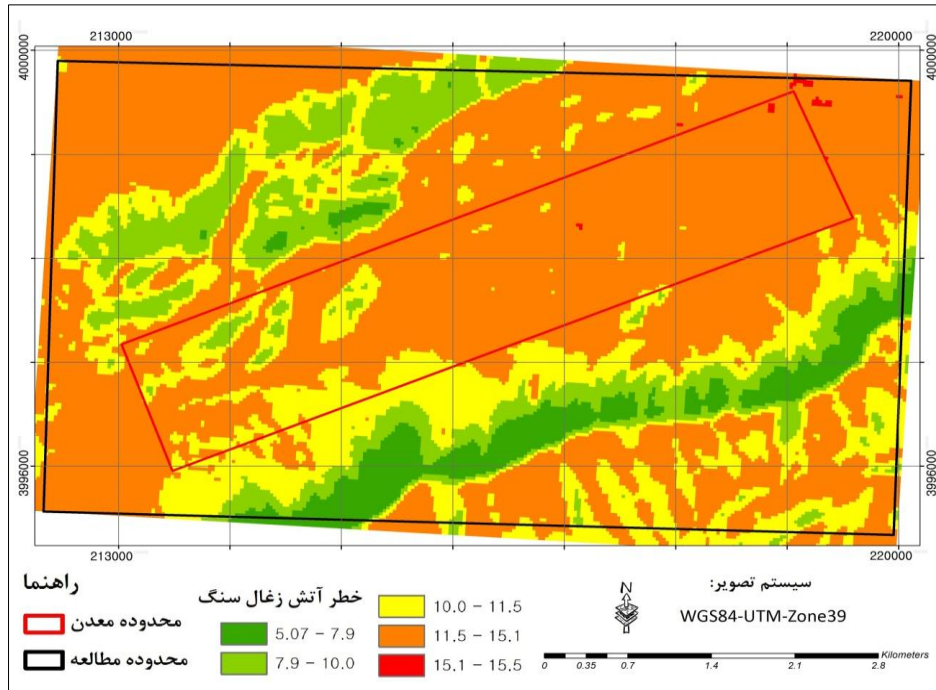 213000
220000
4000000
4000000
3996000
3996000
213000
220000
راهنما
محدوده معدن
محدوده مطالعه
خطر آتش زغال سنگ
5.07 - 7.9
7.9 - 10.0
10.0 - 11.5
11.5 - 15.1
15.1 - 15.5
N
سیستم تصویر:
WGS84-UTM-Zone39
Kilometers
0 0.35 0.7 1.4 2.1 2.8